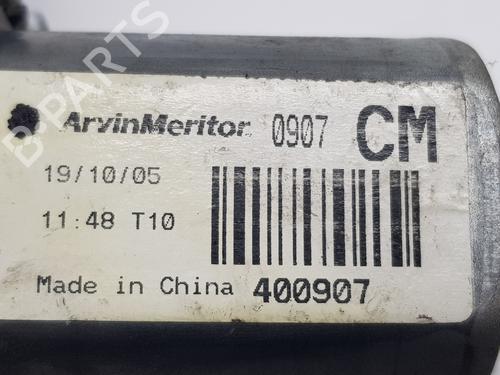 ArvinMeritor 0907 CM
19/10/05
11:48 T10
Made in China 400907
B-PARTS